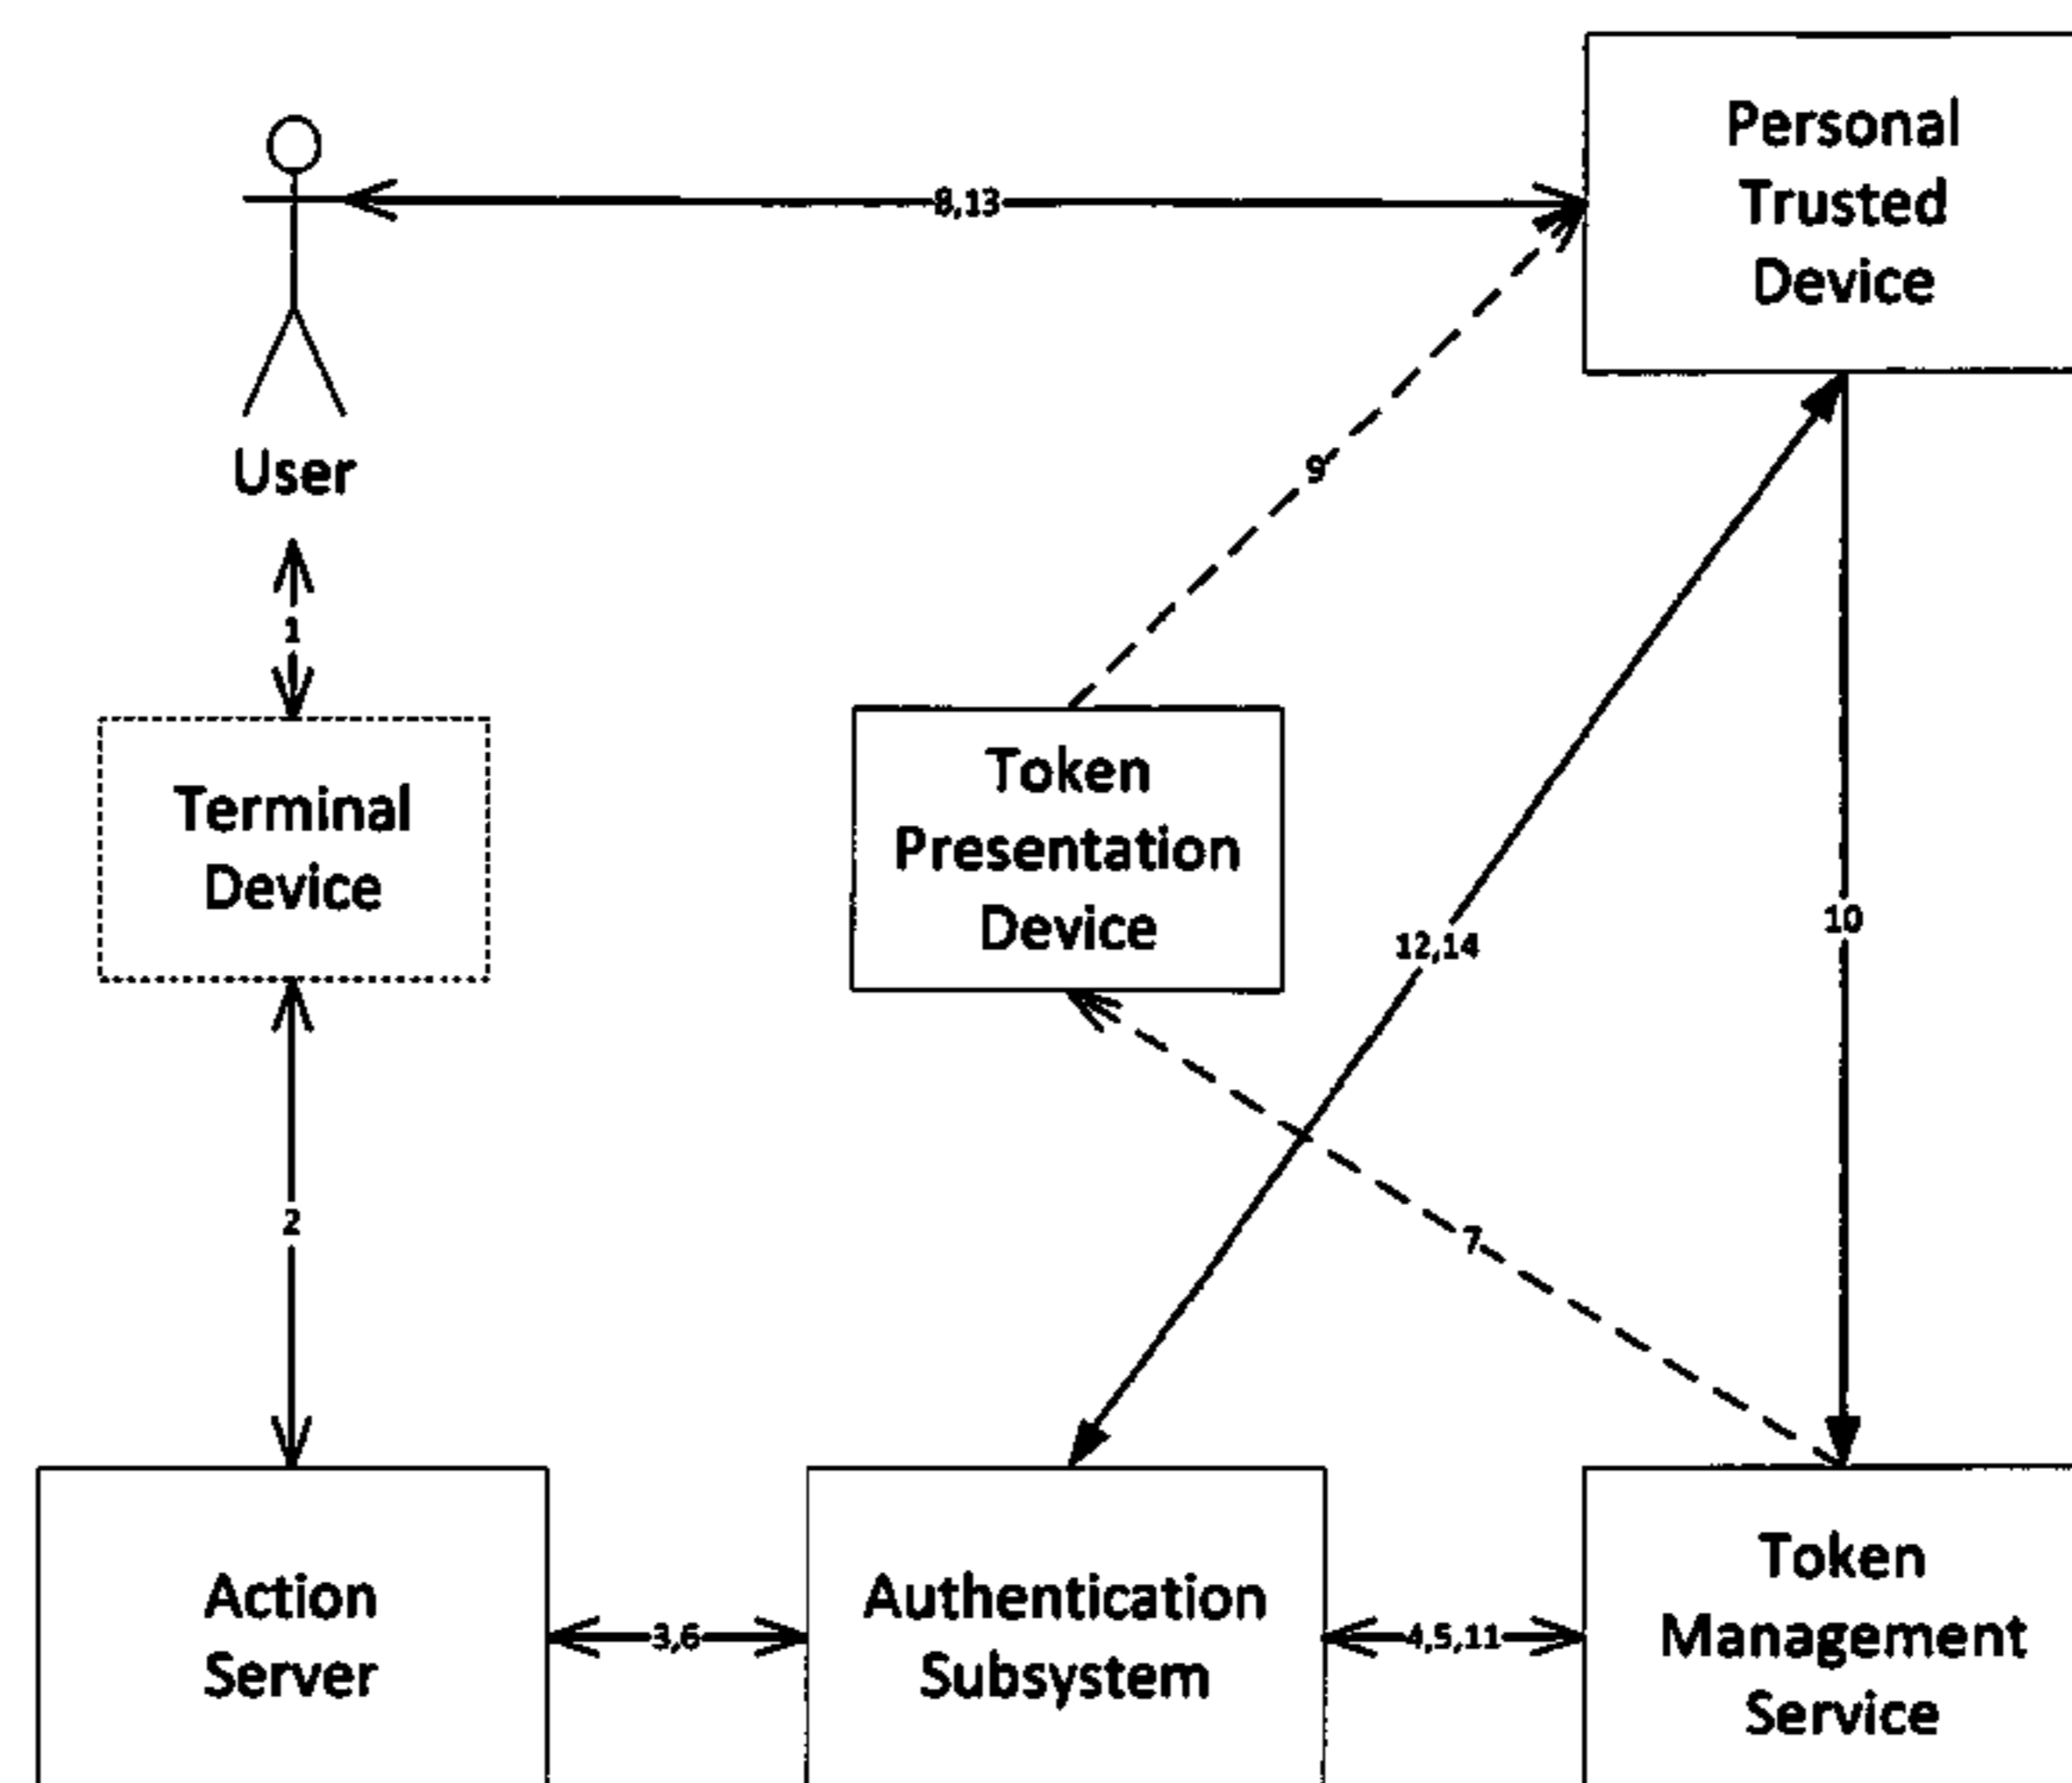 Personal
Trusted
Device
8,13
User
9
1
Token
Presentation
Device
Terminal
Device
12,14
10
2
7
Action
Server
3,6
Authentication
Subsystem
4,5,11
Token
Management
Service